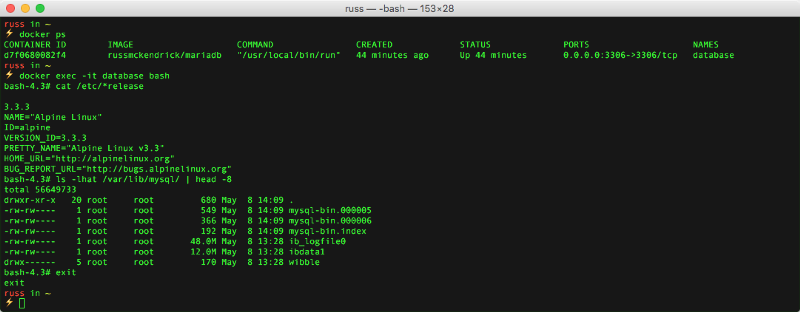 russ — -bash — 153×28
russ in ~
⚡ docker ps
CONTAINER ID IMAGE COMMAND CREATED STATUS PORTS NAMES
d7f0680082f4 russmckendrick/mariadb "/usr/local/bin/run" 44 minutes ago Up 44 minutes 0.0.0.0:3306->3306/tcp database
russ in ~
⚡ docker exec -it database bash
bash-4.3# cat /etc/*release
3.3.3
NAME="Alpine Linux"
ID=alpine
VERSION_ID=3.3.3
PRETTY_NAME="Alpine Linux v3.3"
HOME_URL="http://alpinelinux.org"
BUG_REPORT_URL="http://bugs.alpinelinux.org"
bash-4.3# ls -lhat /var/lib/mysql/ | head -8
total 56649733
drwxr-xr-x 20 root root 680 May 8 14:09 .
-rw-rw---- 1 root root 549 May 8 14:09 mysql-bin.000005
-rw-rw---- 1 root root 366 May 8 14:09 mysql-bin.000006
-rw-rw---- 1 root root 192 May 8 14:09 mysql-bin.index
-rw-rw---- 1 root root 48.0M May 8 13:28 ib_logfile0
-rw-rw---- 1 root root 12.0M May 8 13:28 ibdata1
drwx------ 5 root root 170 May 8 13:28 wibble
bash-4.3# exit
exit
russ in ~
⚡